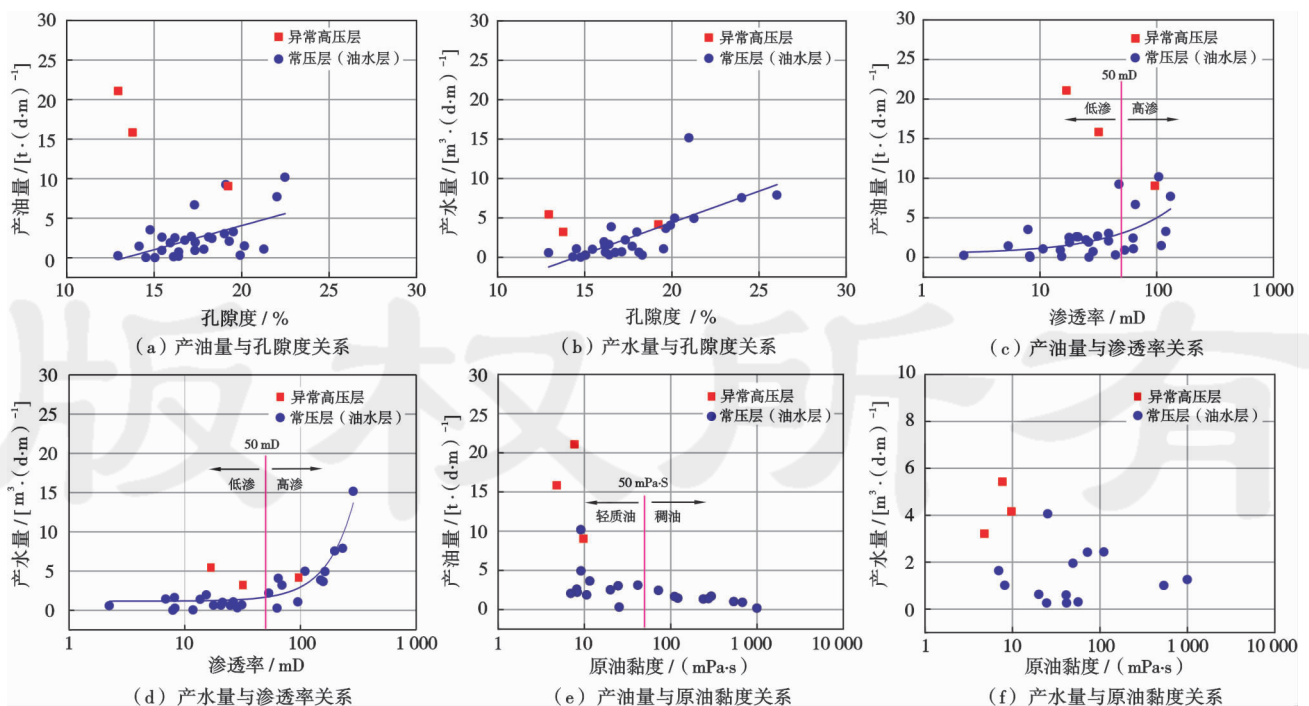 产油量 / [t·(d·m)⁻¹]
30
25
20
15
10
5
0
异常高压层
常压层（油水层）
10 15 20 25 30
孔隙度 / %
（a）产油量与孔隙度关系
产水量 / [m³·(d·m)⁻¹]
30
25
20
15
10
5
0
异常高压层
常压层（油水层）
10 15 20 25 30
孔隙度 / %
（b）产水量与孔隙度关系
产油量 / [t·(d·m)⁻¹]
30
25
20
15
10
5
0
异常高压层
常压层（油水层）
50 mD
低渗 高渗
1 10 100 1 000
渗透率 / mD
（c）产油量与渗透率关系
产水量 / [m³·(d·m)⁻¹]
30
25
20
15
10
5
0
异常高压层
常压层（油水层）
50 mD
低渗 高渗
1 10 100 1 000
渗透率 / mD
（d）产水量与渗透率关系
产油量 / [t·(d·m)⁻¹]
30
25
20
15
10
5
0
异常高压层
常压层（油水层）
50 mPa·S
轻质油 稠油
1 10 100 1 000 10 000
原油黏度 /（mPa·s）
（e）产油量与原油黏度关系
产水量 / [m³·(d·m)⁻¹]
10
8
6
4
2
0
异常高压层
常压层（油水层）
1 10 100 1 000 10 000
原油黏度 /（mPa·s）
（f）产水量与原油黏度关系
版权所有